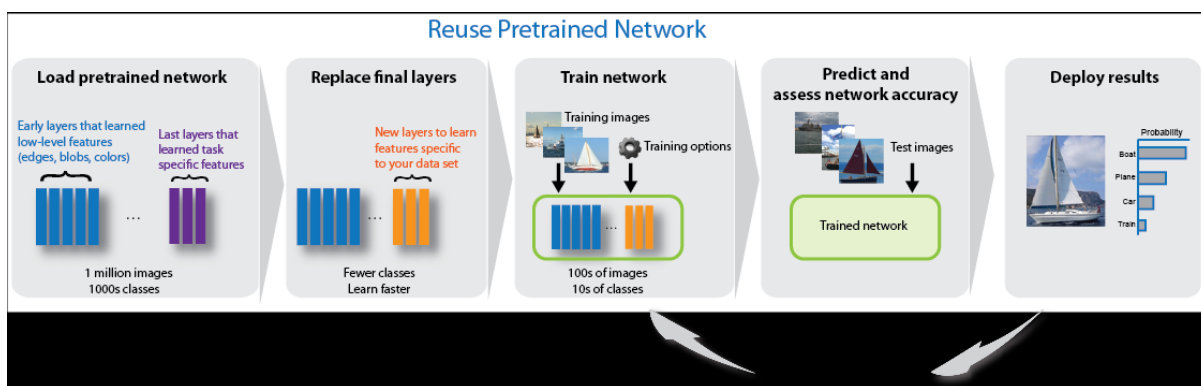 Reuse Pretrained Network
Load pretrained network
Early layers that learned
low-level features
(edges, blobs, colors)
Last layers that
learned task
specific features
...
1 million images
1000s classes
Replace final layers
New layers to learn
features specific
to your data set
...
Fewer classes
Learn faster
Train network
Training images
Training options
...
100s of images
10s of classes
Predict and
assess network accuracy
Test images
Trained network
Deploy results
Probability
Boat
Plane
Car
Train